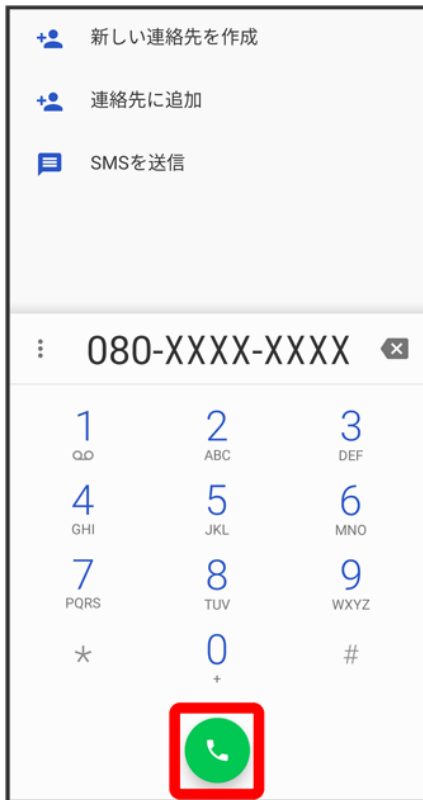 新しい連絡先を作成
連絡先に追加
SMSを送信
080-XXXX-XXXX
1 2 3
ABC DEF
4 5 6
GHI JKL MNO
7 8 9
PQRS TUV WXYZ
* 0 #
+